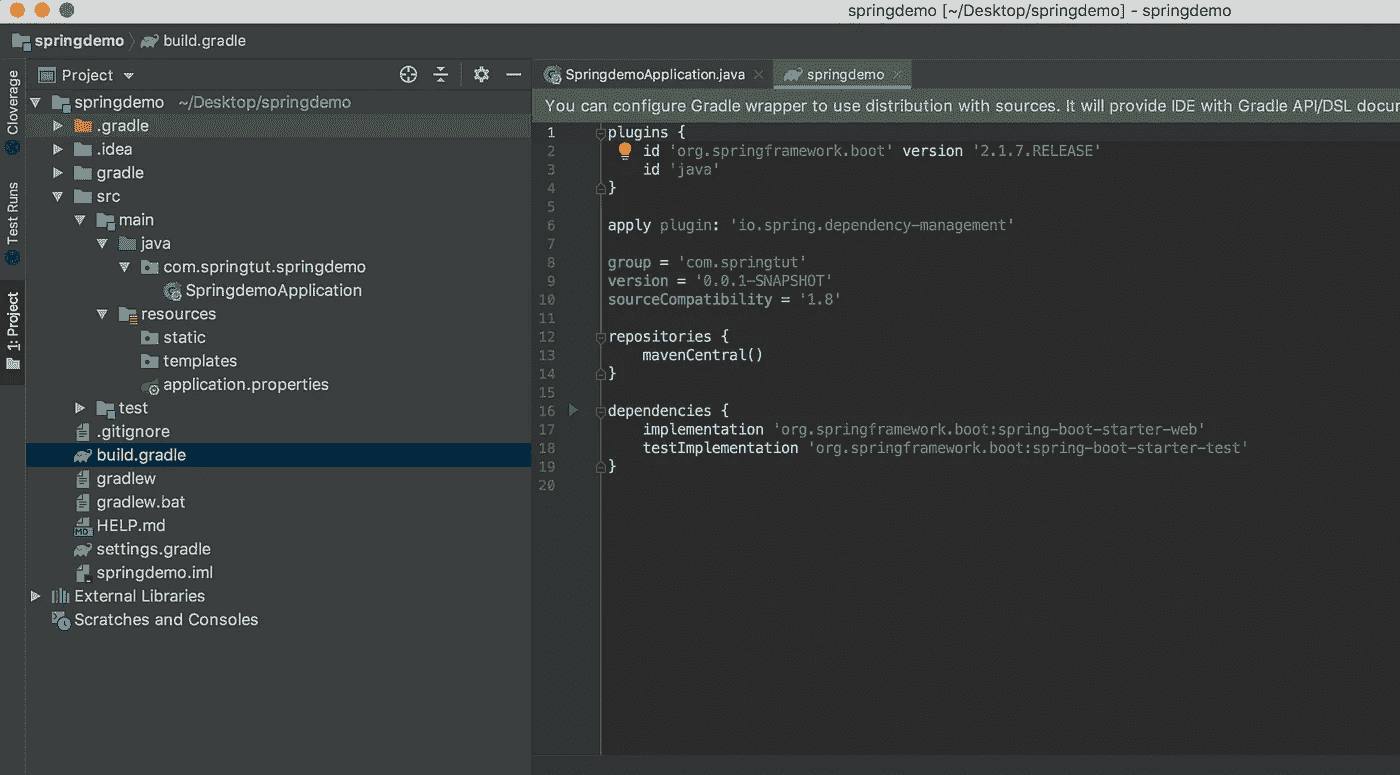 springdemo [~/Desktop/springdemo] - springdemo
springdemo build.gradle
Cloverage
Test Runs
1: Project
Project
springdemo ~/Desktop/springdemo
.gradle
.idea
gradle
src
main
java
com.springtut.springdemo
SpringdemoApplication
resources
static
templates
application.properties
test
.gitignore
build.gradle
gradlew
gradlew.bat
HELP.md
settings.gradle
springdemo.iml
External Libraries
Scratches and Consoles
SpringdemoApplication.java springdemo
You can configure Gradle wrapper to use distribution with sources. It will provide IDE with Gradle API/DSL docu
1 plugins {
2     id 'org.springframework.boot' version '2.1.7.RELEASE'
3     id 'java'
4 }
5
6 apply plugin: 'io.spring.dependency-management'
7
8 group = 'com.springtut'
9 version = '0.0.1-SNAPSHOT'
10 sourceCompatibility = '1.8'
11
12 repositories {
13     mavenCentral()
14 }
15
16 dependencies {
17     implementation 'org.springframework.boot:spring-boot-starter-web'
18     testImplementation 'org.springframework.boot:spring-boot-starter-test'
19 }
20